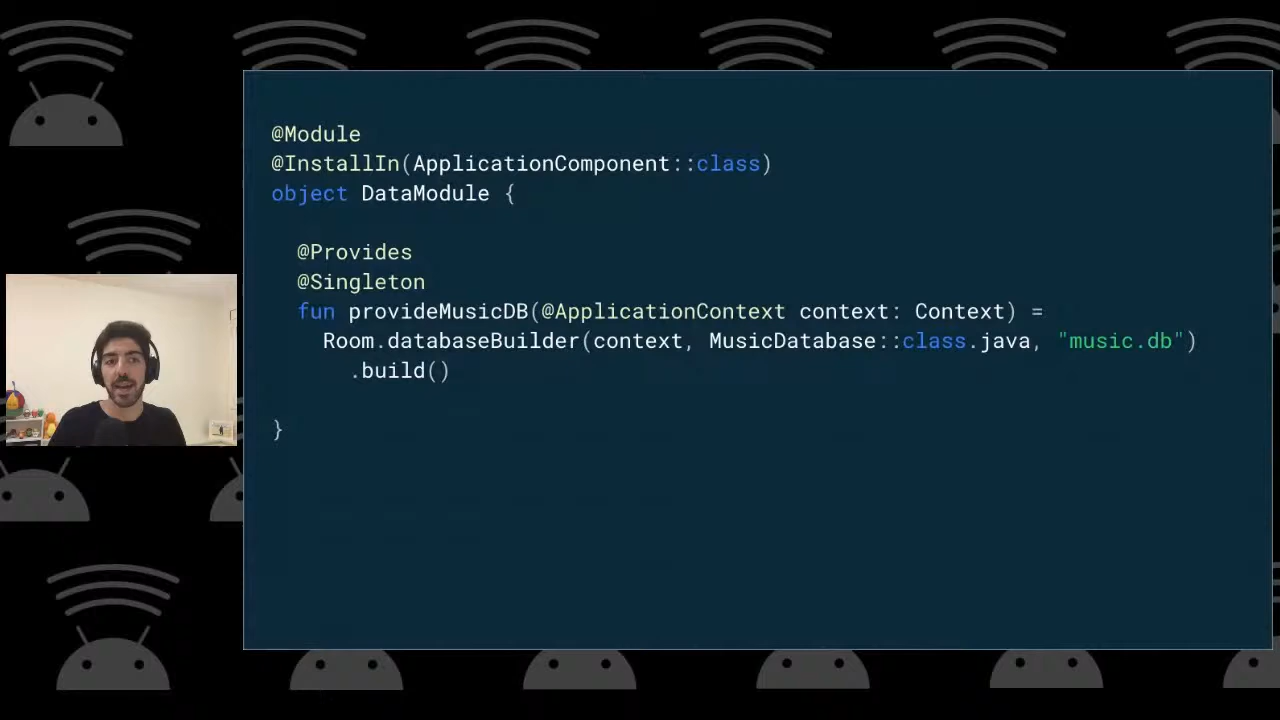 @Module
@InstallIn(ApplicationComponent::class)
object DataModule {
@Provides
@Singleton
fun provideMusicDB(@ApplicationContext context: Context) =
Room.databaseBuilder(context, MusicDatabase::class.java, "music.db")
.build()
}